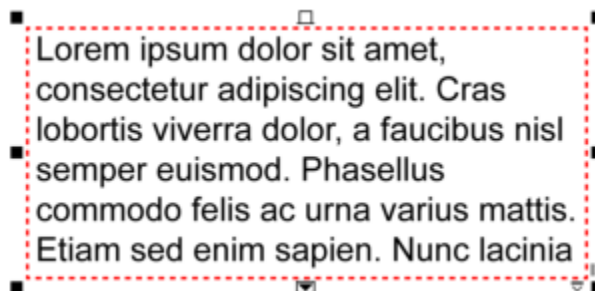 Lorem ipsum dolor sit amet,
consectetur adipiscing elit. Cras
lobortis viverra dolor, a faucibus nisl
semper euismod. Phasellus
commodo felis ac urna varius mattis.
Etiam sed enim sapien. Nunc lacinia